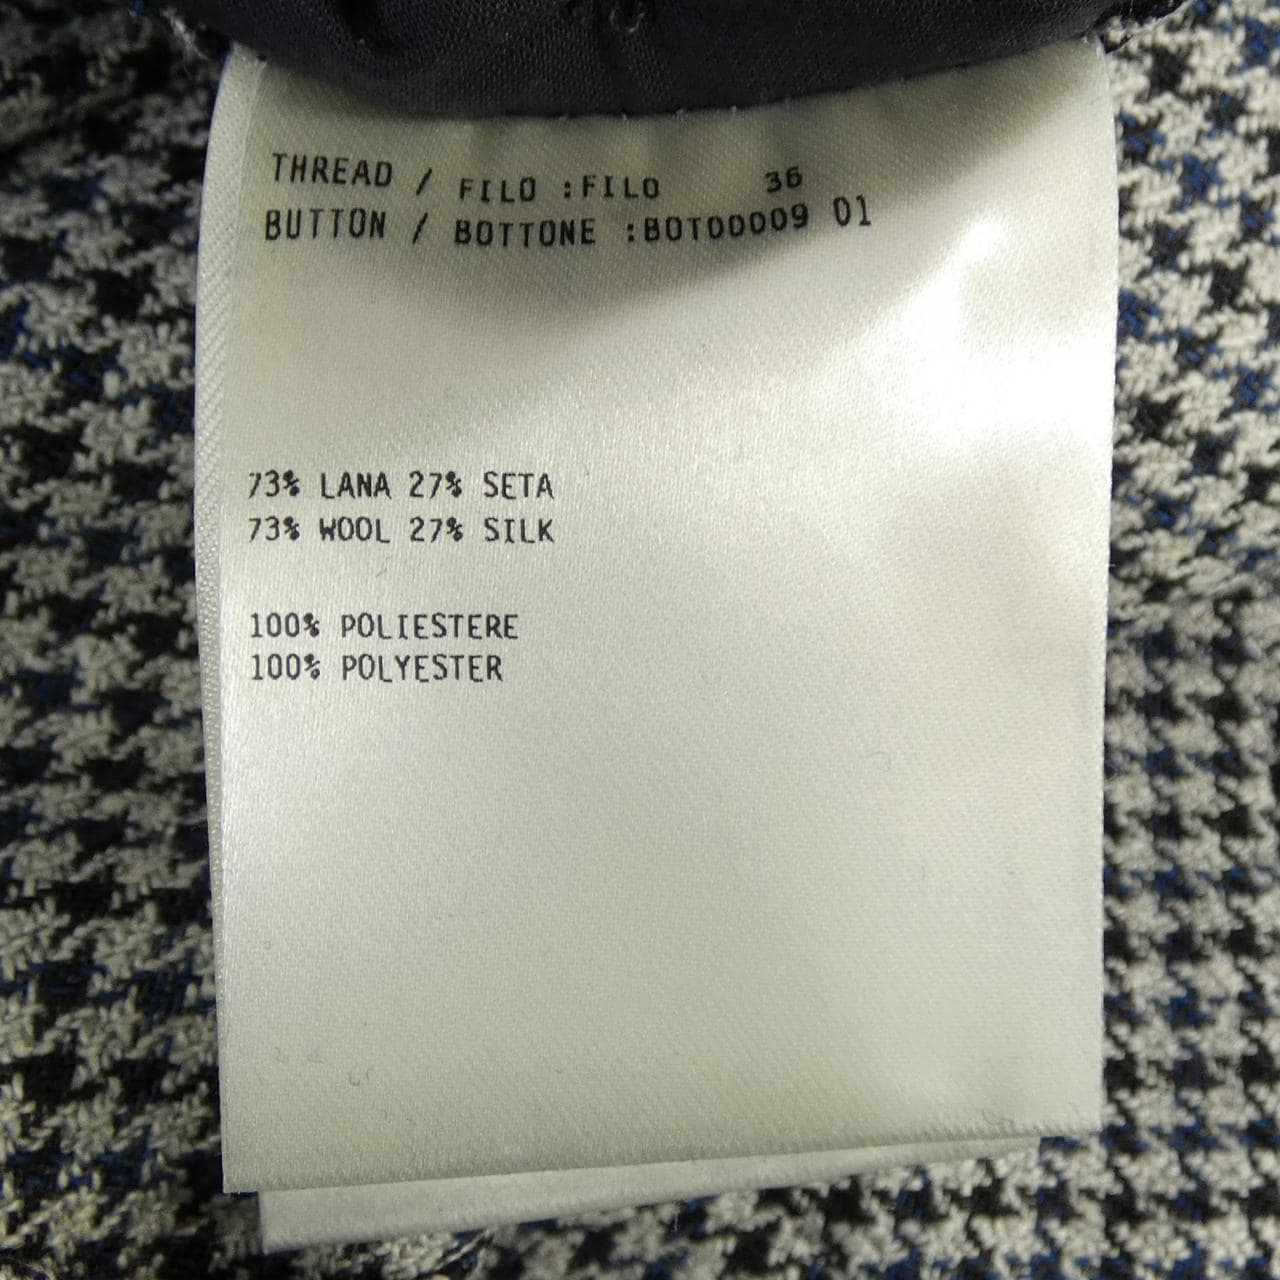 THREAD / FILO :FILO 36
BUTTON / BOTTONE :BOT00009 01
73% LANA 27% SETA
73% WOOL 27% SILK
100% POLIESTERE
100% POLYESTER